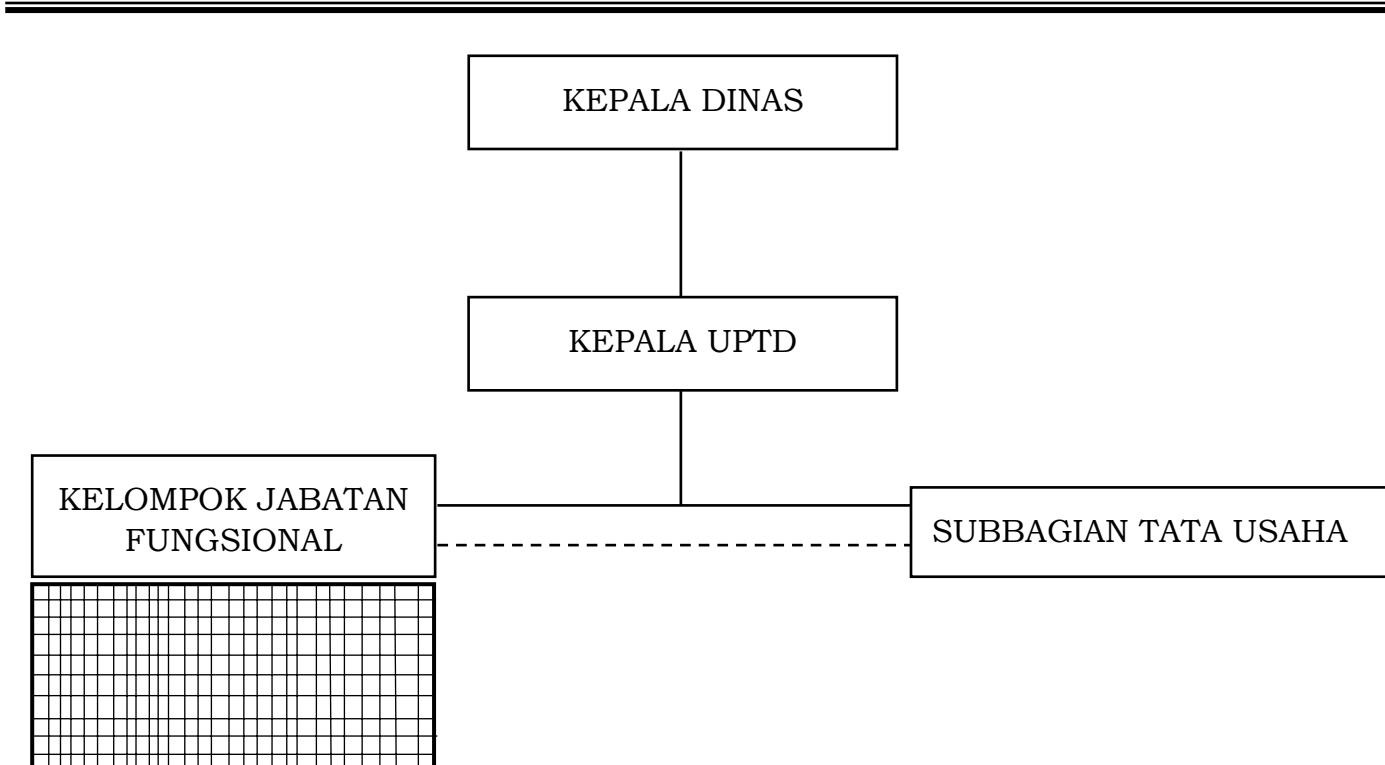 KEPALA DINAS
KEPALA UPTD
KELOMPOK JABATAN
FUNGSIONAL
SUBBAGIAN TATA USAHA